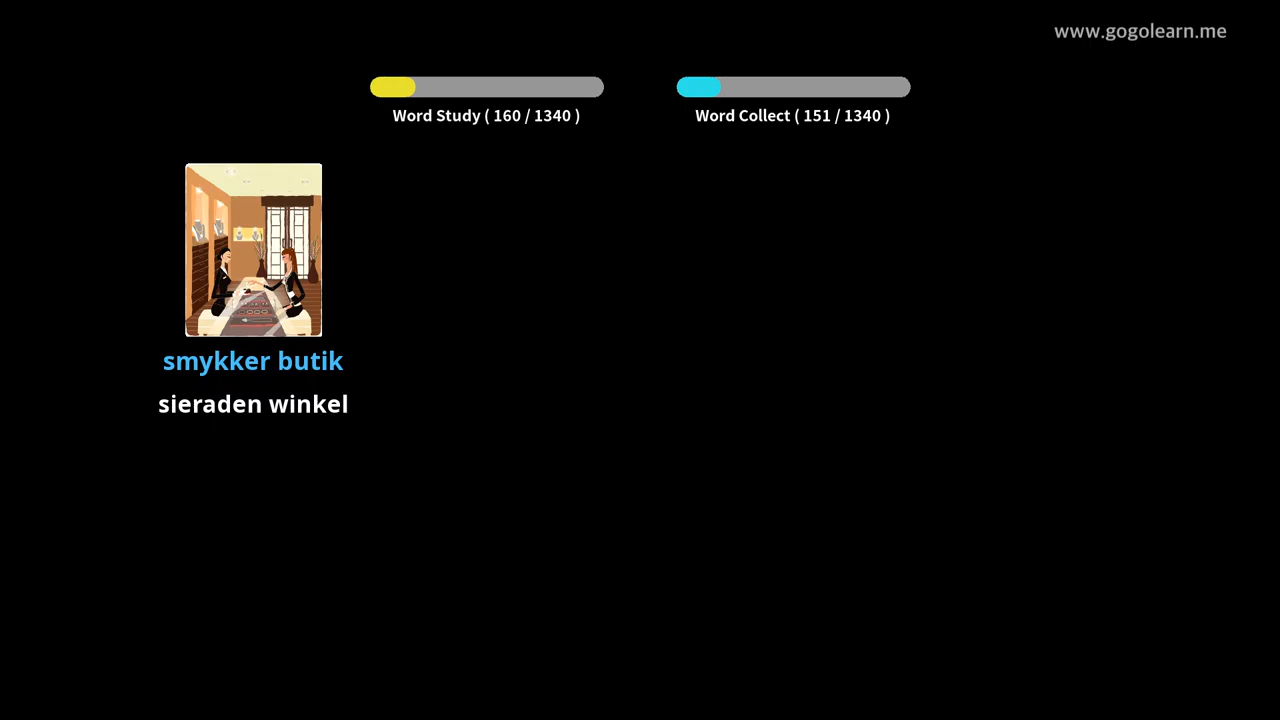 www.gogolearn.me
Word Study ( 160 / 1340 )
Word Collect ( 151 / 1340 )
smykker butik
sieraden winkel